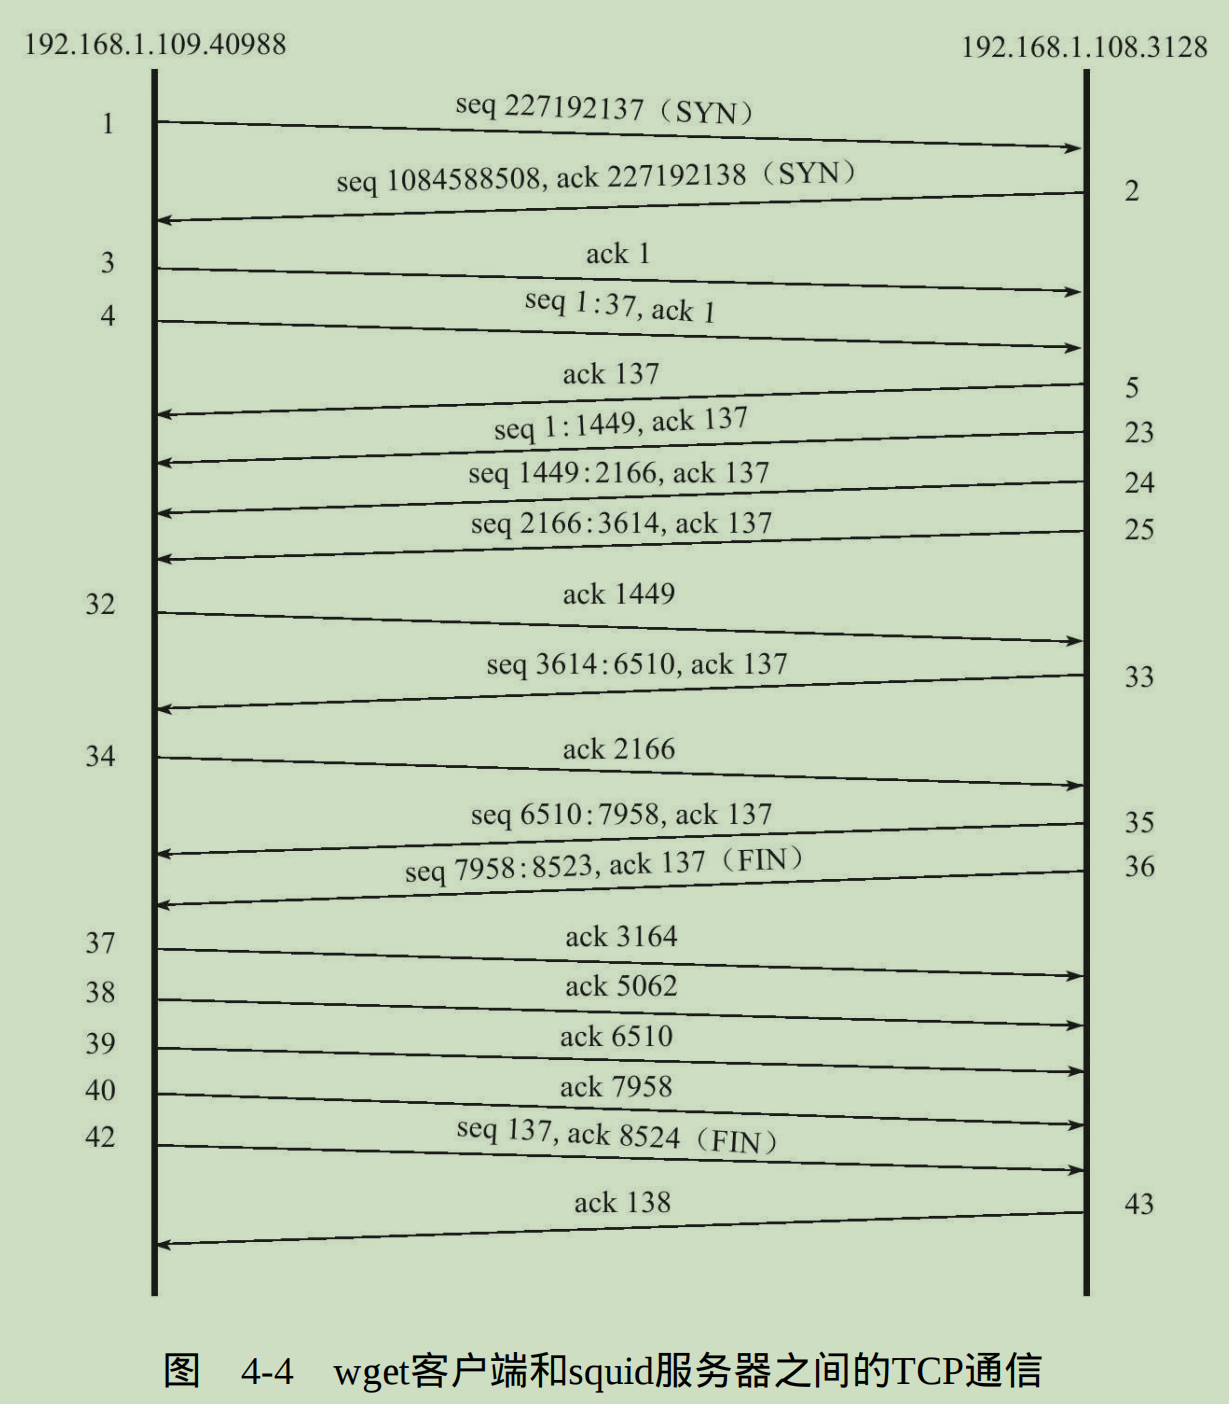 192.168.1.109.40988
192.168.1.108.3128
1
seq 227192137（SYN）
seq 1084588508, ack 227192138（SYN）
2
3
ack 1
4
seq 1:37, ack 1
ack 137
5
seq 1:1449, ack 137
23
seq 1449:2166, ack 137
24
seq 2166:3614, ack 137
25
32
ack 1449
seq 3614:6510, ack 137
33
34
ack 2166
seq 6510:7958, ack 137
35
seq 7958:8523, ack 137（FIN）
36
37
ack 3164
38
ack 5062
39
ack 6510
40
ack 7958
42
seq 137, ack 8524（FIN）
ack 138
43
图 4-4 wget客户端和squid服务器之间的TCP通信